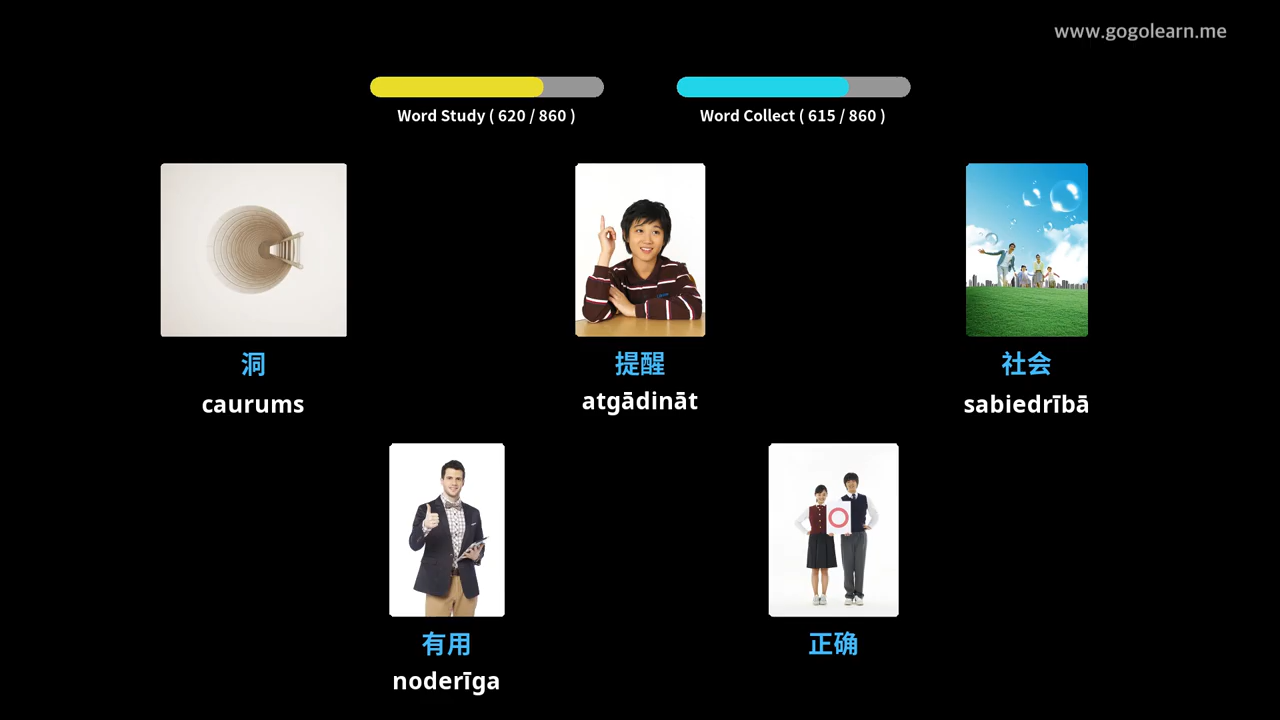 www.gogolearn.me
Word Study ( 620 / 860 )
Word Collect ( 615 / 860 )
洞
caurums
提醒
atgādināt
社会
sabiedrībā
有用
noderīga
正确